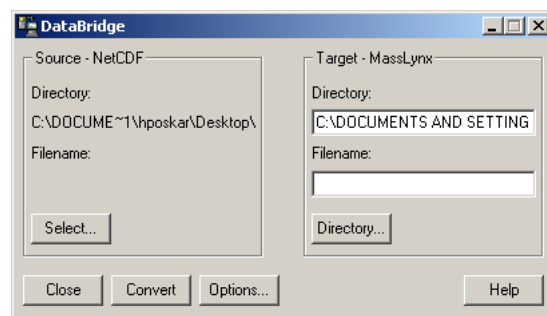 DataBridge
Source - NetCDF
Directory:
C:\DOCUME~1\hposkar\Desktop\
Filename:
Select...
Target - MassLynx
Directory:
C:\DOCUMENTS AND SETTING
Filename:
Directory...
Close
Convert
Options...
Help